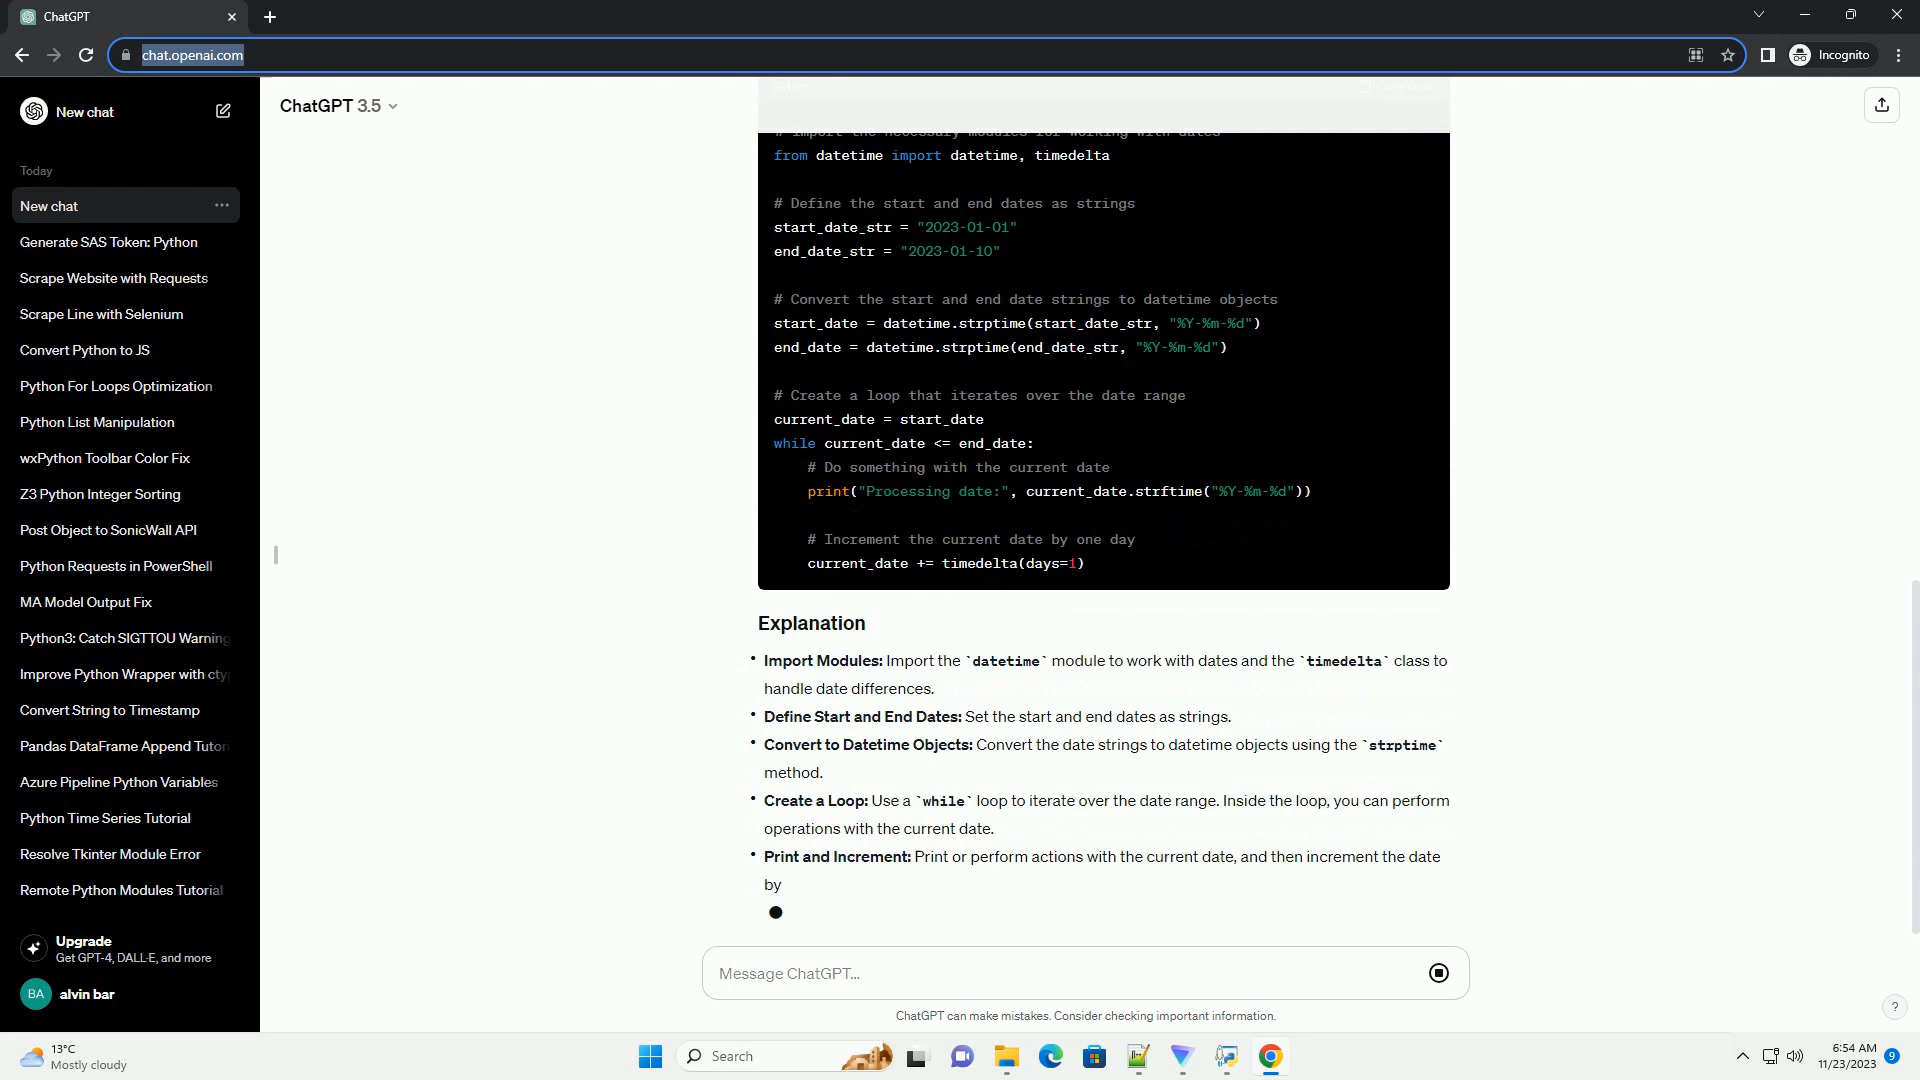 ChatGPT
chat.openai.com
Incognito
New chat
Today
New chat
Generate SAS Token: Python
Scrape Website with Requests
Scrape Line with Selenium
Convert Python to JS
Python For Loops Optimization
Python List Manipulation
wxPython Toolbar Color Fix
Z3 Python Integer Sorting
Post Object to SonicWall API
Python Requests in PowerShell
MA Model Output Fix
Python3: Catch SIGTTOU Warning
Improve Python Wrapper with cty
Convert String to Timestamp
Pandas DataFrame Append Tutor
Azure Pipeline Python Variables
Python Time Series Tutorial
Resolve Tkinter Module Error
Remote Python Modules Tutorial
Upgrade
Get GPT-4, DALL·E, and more
BA alvin bar
ChatGPT 3.5
# Import the necessary modules for working with dates
from datetime import datetime, timedelta
# Define the start and end dates as strings
start_date_str = "2023-01-01"
end_date_str = "2023-01-10"
# Convert the start and end date strings to datetime objects
start_date = datetime.strptime(start_date_str, "%Y-%m-%d")
end_date = datetime.strptime(end_date_str, "%Y-%m-%d")
# Create a loop that iterates over the date range
current_date = start_date
while current_date <= end_date:
# Do something with the current date
print("Processing date:", current_date.strftime("%Y-%m-%d"))
# Increment the current date by one day
current_date += timedelta(days=1)
Explanation
• Import Modules: Import the `datetime` module to work with dates and the `timedelta` class to
handle date differences.
• Define Start and End Dates: Set the start and end dates as strings.
• Convert to Datetime Objects: Convert the date strings to datetime objects using the `strptime`
method.
• Create a Loop: Use a `while` loop to iterate over the date range. Inside the loop, you can perform
operations with the current date.
• Print and Increment: Print or perform actions with the current date, and then increment the date
by
Message ChatGPT...
ChatGPT can make mistakes. Consider checking important information.
?
13°C
Mostly cloudy
Search
6:54 AM
11/23/2023
9